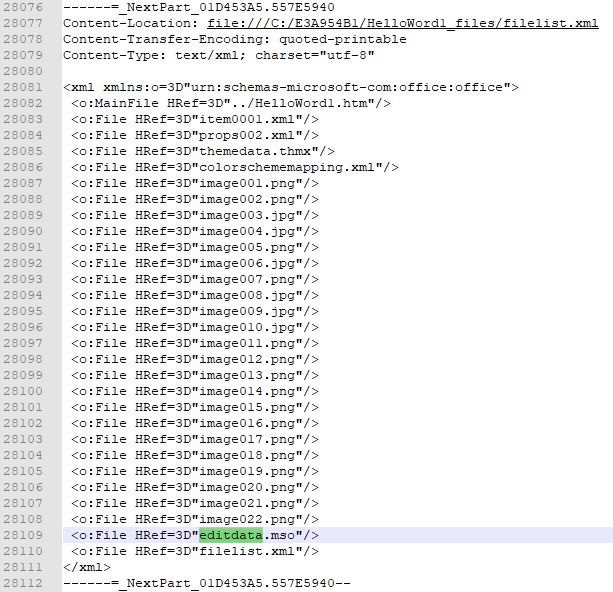 28076 ------=_NextPart_01D453A5.557E5940
28077 Content-Location: file:///C:/E3A954B1/HelloWord1_files/filelist.xml
28078 Content-Transfer-Encoding: quoted-printable
28079 Content-Type: text/xml; charset="utf-8"
28080
28081 <xml xmlns:o=3D"urn:schemas-microsoft-com:office:office">
28082 <o:MainFile HRef=3D"../HelloWord1.htm"/>
28083 <o:File HRef=3D"item0001.xml"/>
28084 <o:File HRef=3D"props002.xml"/>
28085 <o:File HRef=3D"themedata.thmx"/>
28086 <o:File HRef=3D"colorschememapping.xml"/>
28087 <o:File HRef=3D"image001.png"/>
28088 <o:File HRef=3D"image002.png"/>
28089 <o:File HRef=3D"image003.jpg"/>
28090 <o:File HRef=3D"image004.jpg"/>
28091 <o:File HRef=3D"image005.png"/>
28092 <o:File HRef=3D"image006.jpg"/>
28093 <o:File HRef=3D"image007.png"/>
28094 <o:File HRef=3D"image008.jpg"/>
28095 <o:File HRef=3D"image009.jpg"/>
28096 <o:File HRef=3D"image010.jpg"/>
28097 <o:File HRef=3D"image011.png"/>
28098 <o:File HRef=3D"image012.png"/>
28099 <o:File HRef=3D"image013.png"/>
28100 <o:File HRef=3D"image014.png"/>
28101 <o:File HRef=3D"image015.png"/>
28102 <o:File HRef=3D"image016.png"/>
28103 <o:File HRef=3D"image017.png"/>
28104 <o:File HRef=3D"image018.png"/>
28105 <o:File HRef=3D"image019.png"/>
28106 <o:File HRef=3D"image020.png"/>
28107 <o:File HRef=3D"image021.png"/>
28108 <o:File HRef=3D"image022.png"/>
28109 <o:File HRef=3D"editdata.mso"/>
28110 <o:File HRef=3D"filelist.xml"/>
28111 </xml>
28112 ------=_NextPart_01D453A5.557E5940--